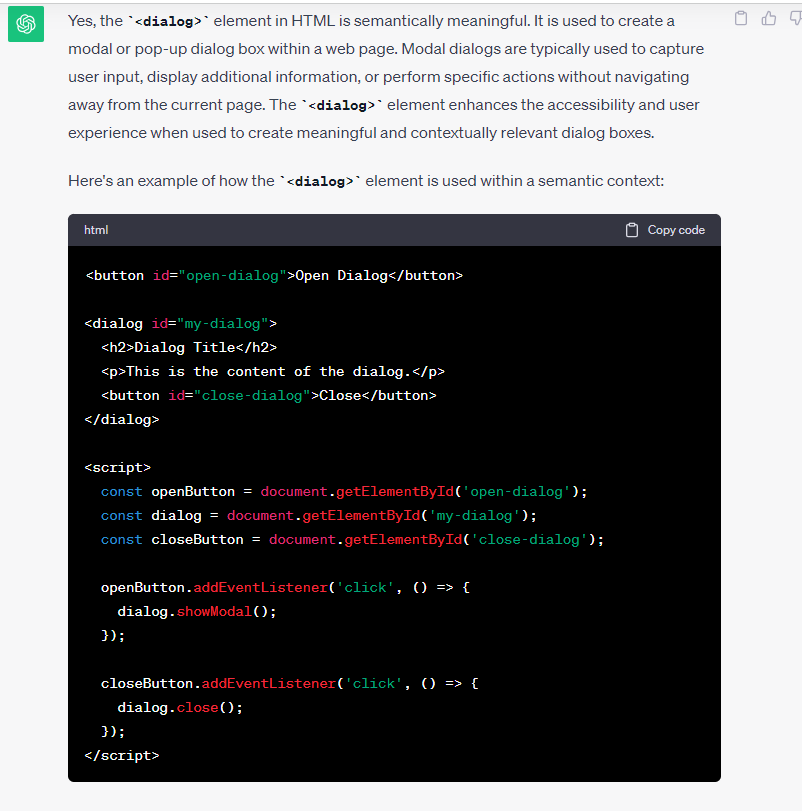 Yes, the `<dialog>` element in HTML is semantically meaningful. It is used to create a
modal or pop-up dialog box within a web page. Modal dialogs are typically used to capture
user input, display additional information, or perform specific actions without navigating
away from the current page. The `<dialog>` element enhances the accessibility and user
experience when used to create meaningful and contextually relevant dialog boxes.
Here's an example of how the `<dialog>` element is used within a semantic context:
html Copy code
<button id="open-dialog">Open Dialog</button>
<dialog id="my-dialog">
  <h2>Dialog Title</h2>
  <p>This is the content of the dialog.</p>
  <button id="close-dialog">Close</button>
</dialog>
<script>
  const openButton = document.getElementById('open-dialog');
  const dialog = document.getElementById('my-dialog');
  const closeButton = document.getElementById('close-dialog');
  openButton.addEventListener('click', () => {
    dialog.showModal();
  });
  closeButton.addEventListener('click', () => {
    dialog.close();
  });
</script>